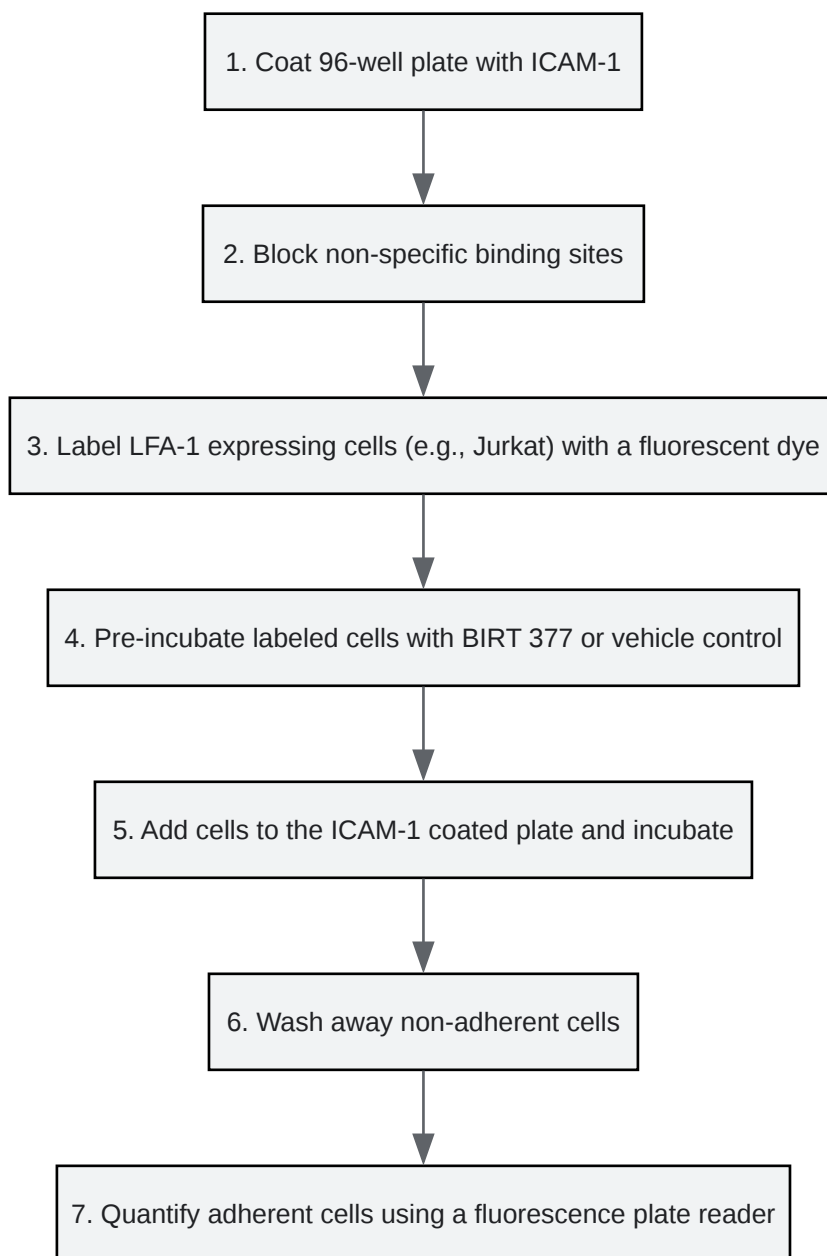 1. Coat 96-well plate with ICAM-1
2. Block non-specific binding sites
3. Label LFA-1 expressing cells (e.g., Jurkat) with a fluorescent dye
4. Pre-incubate labeled cells with BIRT 377 or vehicle control
5. Add cells to the ICAM-1 coated plate and incubate
6. Wash away non-adherent cells
7. Quantify adherent cells using a fluorescence plate reader